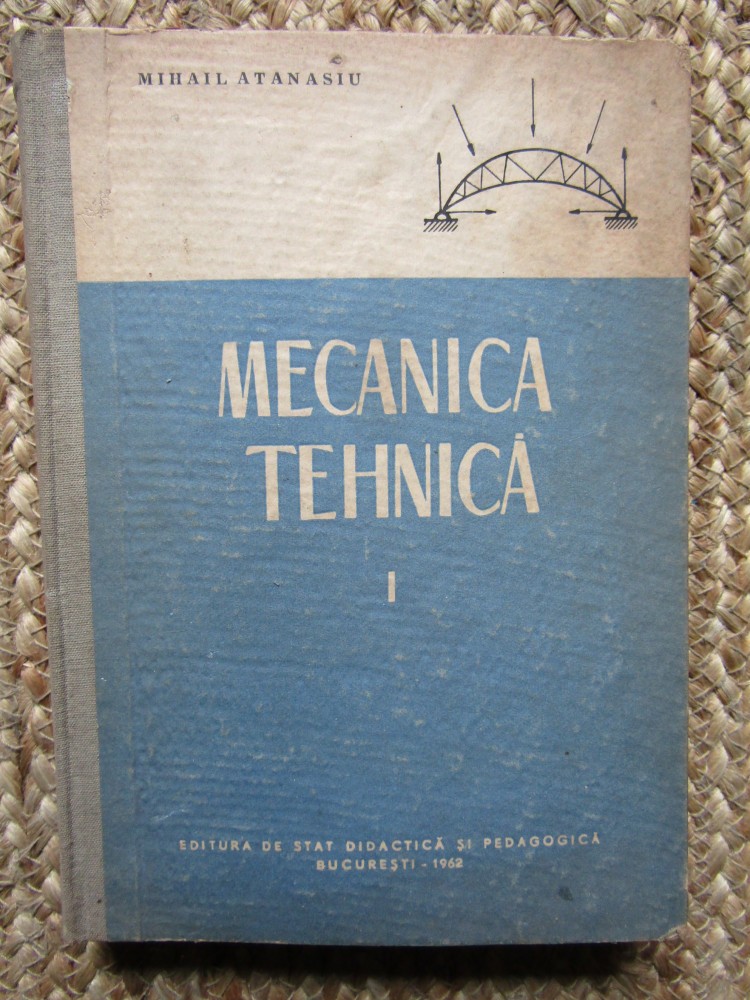 MIHAIL ATANASIU
MECANICA
TEHNICĂ
I
EDITURA DE STAT DIDACTICĂ ȘI PEDAGOGICĂ
BUCUREȘTI - 1962